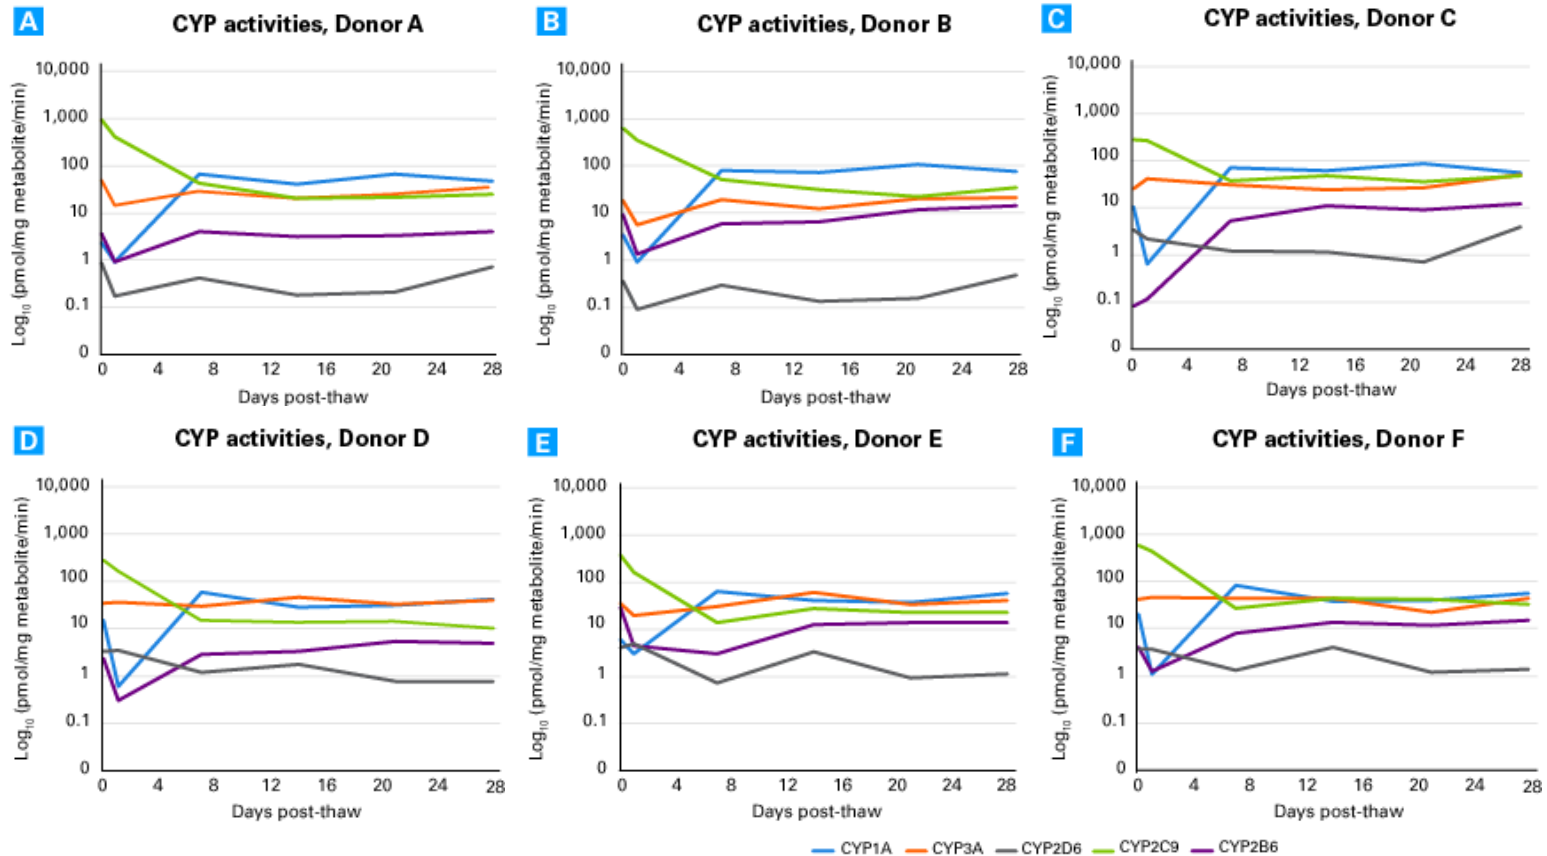 A
CYP activities, Donor A
Log10 (pmol/mg metabolite/min)
10,000
1,000
100
10
1
0.1
0
0 4 8 12 16 20 24 28
Days post-thaw
B
CYP activities, Donor B
Log10 (pmol/mg metabolite/min)
10,000
1,000
100
10
1
0.1
0
0 4 8 12 16 20 24 28
Days post-thaw
C
CYP activities, Donor C
Log10 (pmol/mg metabolite/min)
10,000
1,000
100
10
1
0.1
0
0 4 8 12 16 20 24 28
Days post-thaw
D
CYP activities, Donor D
Log10 (pmol/mg metabolite/min)
10,000
1,000
100
10
1
0.1
0
0 4 8 12 16 20 24 28
Days post-thaw
E
CYP activities, Donor E
Log10 (pmol/mg metabolite/min)
10,000
1,000
100
10
1
0.1
0
0 4 8 12 16 20 24 28
Days post-thaw
F
CYP activities, Donor F
Log10 (pmol/mg metabolite/min)
10,000
1,000
100
10
1
0.1
0
0 4 8 12 16 20 24 28
Days post-thaw
CYP1A CYP3A CYP2D6 CYP2C9 CYP2B6